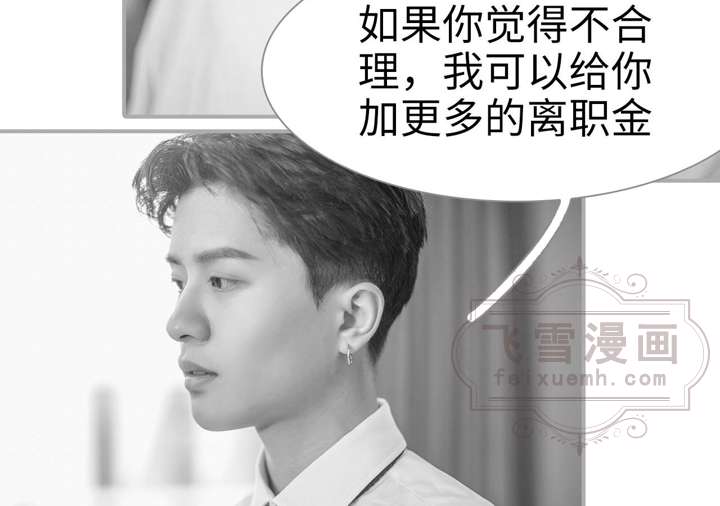 如果你觉得不合
理，我可以给你
加更多的离职金
飞雪漫画
feixuemh.com